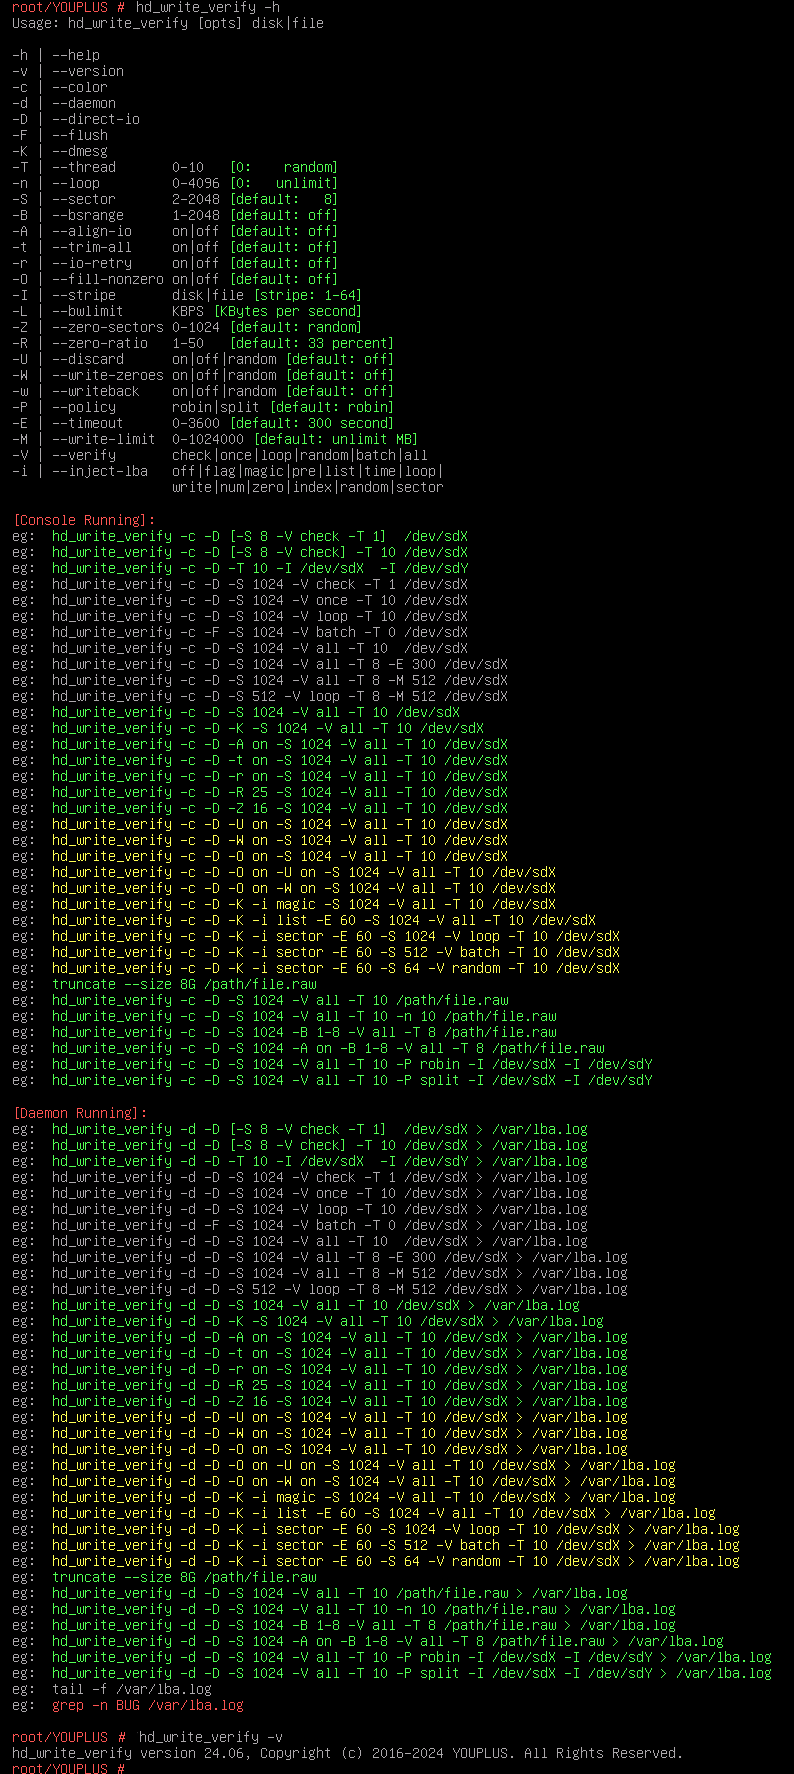 root/YOUPLUS # hd_write_verify -h
Usage: hd_write_verify [opts] disk|file

-h | --help
-v | --version
-c | --color
-d | --daemon
-D | --direct-io
-F | --flush
-K | --dmesg
-T | --thread       0-10   [0:    random]
-n | --loop         0-4096 [0:   unlimit]
-S | --sector       2-2048 [default:   8]
-B | --bsrange      1-2048 [default: off]
-A | --align-io     on|off [default: off]
-t | --trim-all     on|off [default: off]
-r | --io-retry     on|off [default: off]
-O | --fill-nonzero on|off [default: off]
-I | --stripe       disk|file [stripe: 1-64]
-L | --bwlimit      KBPS [KBytes per second]
-Z | --zero-sectors 0-1024 [default: random]
-R | --zero-ratio   1-50   [default: 33 percent]
-U | --discard      on|off|random [default: off]
-W | --write-zeroes on|off|random [default: off]
-w | --writeback    on|off|random [default: off]
-P | --policy       robin|split [default: robin]
-E | --timeout      0-3600 [default: 300 second]
-M | --write-limit  0-1024000 [default: unlimit MB]
-V | --verify       check|once|loop|random|batch|all
-i | --inject-lba   off|flag|magic|pre|list|time|loop|
                    write|num|zero|index|random|sector

[Console Running]:
eg:  hd_write_verify -c -D [-S 8 -V check -T 1]  /dev/sdX
eg:  hd_write_verify -c -D [-S 8 -V check] -T 10 /dev/sdX
eg:  hd_write_verify -c -D -T 10 -I /dev/sdX  -I /dev/sdY
eg:  hd_write_verify -c -D -S 1024 -V check -T 1 /dev/sdX
eg:  hd_write_verify -c -D -S 1024 -V once -T 10 /dev/sdX
eg:  hd_write_verify -c -D -S 1024 -V loop -T 10 /dev/sdX
eg:  hd_write_verify -c -F -S 1024 -V batch -T 0 /dev/sdX
eg:  hd_write_verify -c -D -S 1024 -V all -T 10  /dev/sdX
eg:  hd_write_verify -c -D -S 1024 -V all -T 8 -E 300 /dev/sdX
eg:  hd_write_verify -c -D -S 1024 -V all -T 8 -M 512 /dev/sdX
eg:  hd_write_verify -c -D -S 512 -V loop -T 8 -M 512 /dev/sdX
eg:  hd_write_verify -c -D -S 1024 -V all -T 10 /dev/sdX
eg:  hd_write_verify -c -D -K -S 1024 -V all -T 10 /dev/sdX
eg:  hd_write_verify -c -D -A on -S 1024 -V all -T 10 /dev/sdX
eg:  hd_write_verify -c -D -t on -S 1024 -V all -T 10 /dev/sdX
eg:  hd_write_verify -c -D -r on -S 1024 -V all -T 10 /dev/sdX
eg:  hd_write_verify -c -D -R 25 -S 1024 -V all -T 10 /dev/sdX
eg:  hd_write_verify -c -D -Z 16 -S 1024 -V all -T 10 /dev/sdX
eg:  hd_write_verify -c -D -U on -S 1024 -V all -T 10 /dev/sdX
eg:  hd_write_verify -c -D -W on -S 1024 -V all -T 10 /dev/sdX
eg:  hd_write_verify -c -D -O on -S 1024 -V all -T 10 /dev/sdX
eg:  hd_write_verify -c -D -O on -U on -S 1024 -V all -T 10 /dev/sdX
eg:  hd_write_verify -c -D -O on -W on -S 1024 -V all -T 10 /dev/sdX
eg:  hd_write_verify -c -D -K -i magic -S 1024 -V all -T 10 /dev/sdX
eg:  hd_write_verify -c -D -K -i list -E 60 -S 1024 -V all -T 10 /dev/sdX
eg:  hd_write_verify -c -D -K -i sector -E 60 -S 1024 -V loop -T 10 /dev/sdX
eg:  hd_write_verify -c -D -K -i sector -E 60 -S 512 -V batch -T 10 /dev/sdX
eg:  hd_write_verify -c -D -K -i sector -E 60 -S 64 -V random -T 10 /dev/sdX
eg:  truncate --size 8G /path/file.raw
eg:  hd_write_verify -c -D -S 1024 -V all -T 10 /path/file.raw
eg:  hd_write_verify -c -D -S 1024 -V all -T 10 -n 10 /path/file.raw
eg:  hd_write_verify -c -D -S 1024 -B 1-8 -V all -T 8 /path/file.raw
eg:  hd_write_verify -c -D -S 1024 -A on -B 1-8 -V all -T 8 /path/file.raw
eg:  hd_write_verify -c -D -S 1024 -V all -T 10 -P robin -I /dev/sdX -I /dev/sdY
eg:  hd_write_verify -c -D -S 1024 -V all -T 10 -P split -I /dev/sdX -I /dev/sdY

[Daemon Running]:
eg:  hd_write_verify -d -D [-S 8 -V check -T 1]  /dev/sdX > /var/lba.log
eg:  hd_write_verify -d -D [-S 8 -V check] -T 10 /dev/sdX > /var/lba.log
eg:  hd_write_verify -d -D -T 10 -I /dev/sdX  -I /dev/sdY > /var/lba.log
eg:  hd_write_verify -d -D -S 1024 -V check -T 1 /dev/sdX > /var/lba.log
eg:  hd_write_verify -d -D -S 1024 -V once -T 10 /dev/sdX > /var/lba.log
eg:  hd_write_verify -d -D -S 1024 -V loop -T 10 /dev/sdX > /var/lba.log
eg:  hd_write_verify -d -F -S 1024 -V batch -T 0 /dev/sdX > /var/lba.log
eg:  hd_write_verify -d -D -S 1024 -V all -T 10  /dev/sdX > /var/lba.log
eg:  hd_write_verify -d -D -S 1024 -V all -T 8 -E 300 /dev/sdX > /var/lba.log
eg:  hd_write_verify -d -D -S 1024 -V all -T 8 -M 512 /dev/sdX > /var/lba.log
eg:  hd_write_verify -d -D -S 512 -V loop -T 8 -M 512 /dev/sdX > /var/lba.log
eg:  hd_write_verify -d -D -S 1024 -V all -T 10 /dev/sdX > /var/lba.log
eg:  hd_write_verify -d -D -K -S 1024 -V all -T 10 /dev/sdX > /var/lba.log
eg:  hd_write_verify -d -D -A on -S 1024 -V all -T 10 /dev/sdX > /var/lba.log
eg:  hd_write_verify -d -D -t on -S 1024 -V all -T 10 /dev/sdX > /var/lba.log
eg:  hd_write_verify -d -D -r on -S 1024 -V all -T 10 /dev/sdX > /var/lba.log
eg:  hd_write_verify -d -D -R 25 -S 1024 -V all -T 10 /dev/sdX > /var/lba.log
eg:  hd_write_verify -d -D -Z 16 -S 1024 -V all -T 10 /dev/sdX > /var/lba.log
eg:  hd_write_verify -d -D -U on -S 1024 -V all -T 10 /dev/sdX > /var/lba.log
eg:  hd_write_verify -d -D -W on -S 1024 -V all -T 10 /dev/sdX > /var/lba.log
eg:  hd_write_verify -d -D -O on -S 1024 -V all -T 10 /dev/sdX > /var/lba.log
eg:  hd_write_verify -d -D -O on -U on -S 1024 -V all -T 10 /dev/sdX > /var/lba.log
eg:  hd_write_verify -d -D -O on -W on -S 1024 -V all -T 10 /dev/sdX > /var/lba.log
eg:  hd_write_verify -d -D -K -i magic -S 1024 -V all -T 10 /dev/sdX > /var/lba.log
eg:  hd_write_verify -d -D -K -i list -E 60 -S 1024 -V all -T 10 /dev/sdX > /var/lba.log
eg:  hd_write_verify -d -D -K -i sector -E 60 -S 1024 -V loop -T 10 /dev/sdX > /var/lba.log
eg:  hd_write_verify -d -D -K -i sector -E 60 -S 512 -V batch -T 10 /dev/sdX > /var/lba.log
eg:  hd_write_verify -d -D -K -i sector -E 60 -S 64 -V random -T 10 /dev/sdX > /var/lba.log
eg:  truncate --size 8G /path/file.raw
eg:  hd_write_verify -d -D -S 1024 -V all -T 10 /path/file.raw > /var/lba.log
eg:  hd_write_verify -d -D -S 1024 -V all -T 10 -n 10 /path/file.raw > /var/lba.log
eg:  hd_write_verify -d -D -S 1024 -B 1-8 -V all -T 8 /path/file.raw > /var/lba.log
eg:  hd_write_verify -d -D -S 1024 -A on -B 1-8 -V all -T 8 /path/file.raw > /var/lba.log
eg:  hd_write_verify -d -D -S 1024 -V all -T 10 -P robin -I /dev/sdX -I /dev/sdY > /var/lba.log
eg:  hd_write_verify -d -D -S 1024 -V all -T 10 -P split -I /dev/sdX -I /dev/sdY > /var/lba.log
eg:  tail -f /var/lba.log
eg:  grep -n BUG /var/lba.log

root/YOUPLUS # hd_write_verify -v
hd_write_verify version 24.06, Copyright (c) 2016-2024 YOUPLUS. All Rights Reserved.
root/YOUPLUS #